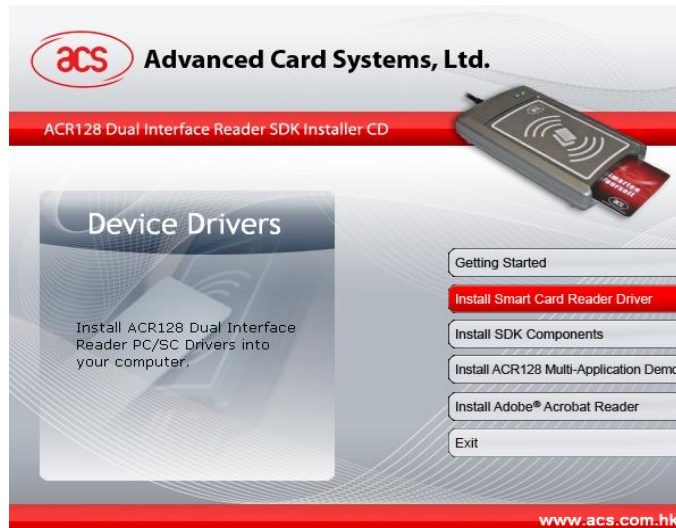 acs
Advanced Card Systems, Ltd.
ACR128 Dual Interface Reader SDK Installer CD
Device Drivers
Install ACR128 Dual Interface
Reader PC/SC Drivers into
your computer.
Getting Started
Install Smart Card Reader Driver
Install SDK Components
Install ACR128 Multi-Application Demo
Install Adobe® Acrobat Reader
Exit
www.acs.com.hk